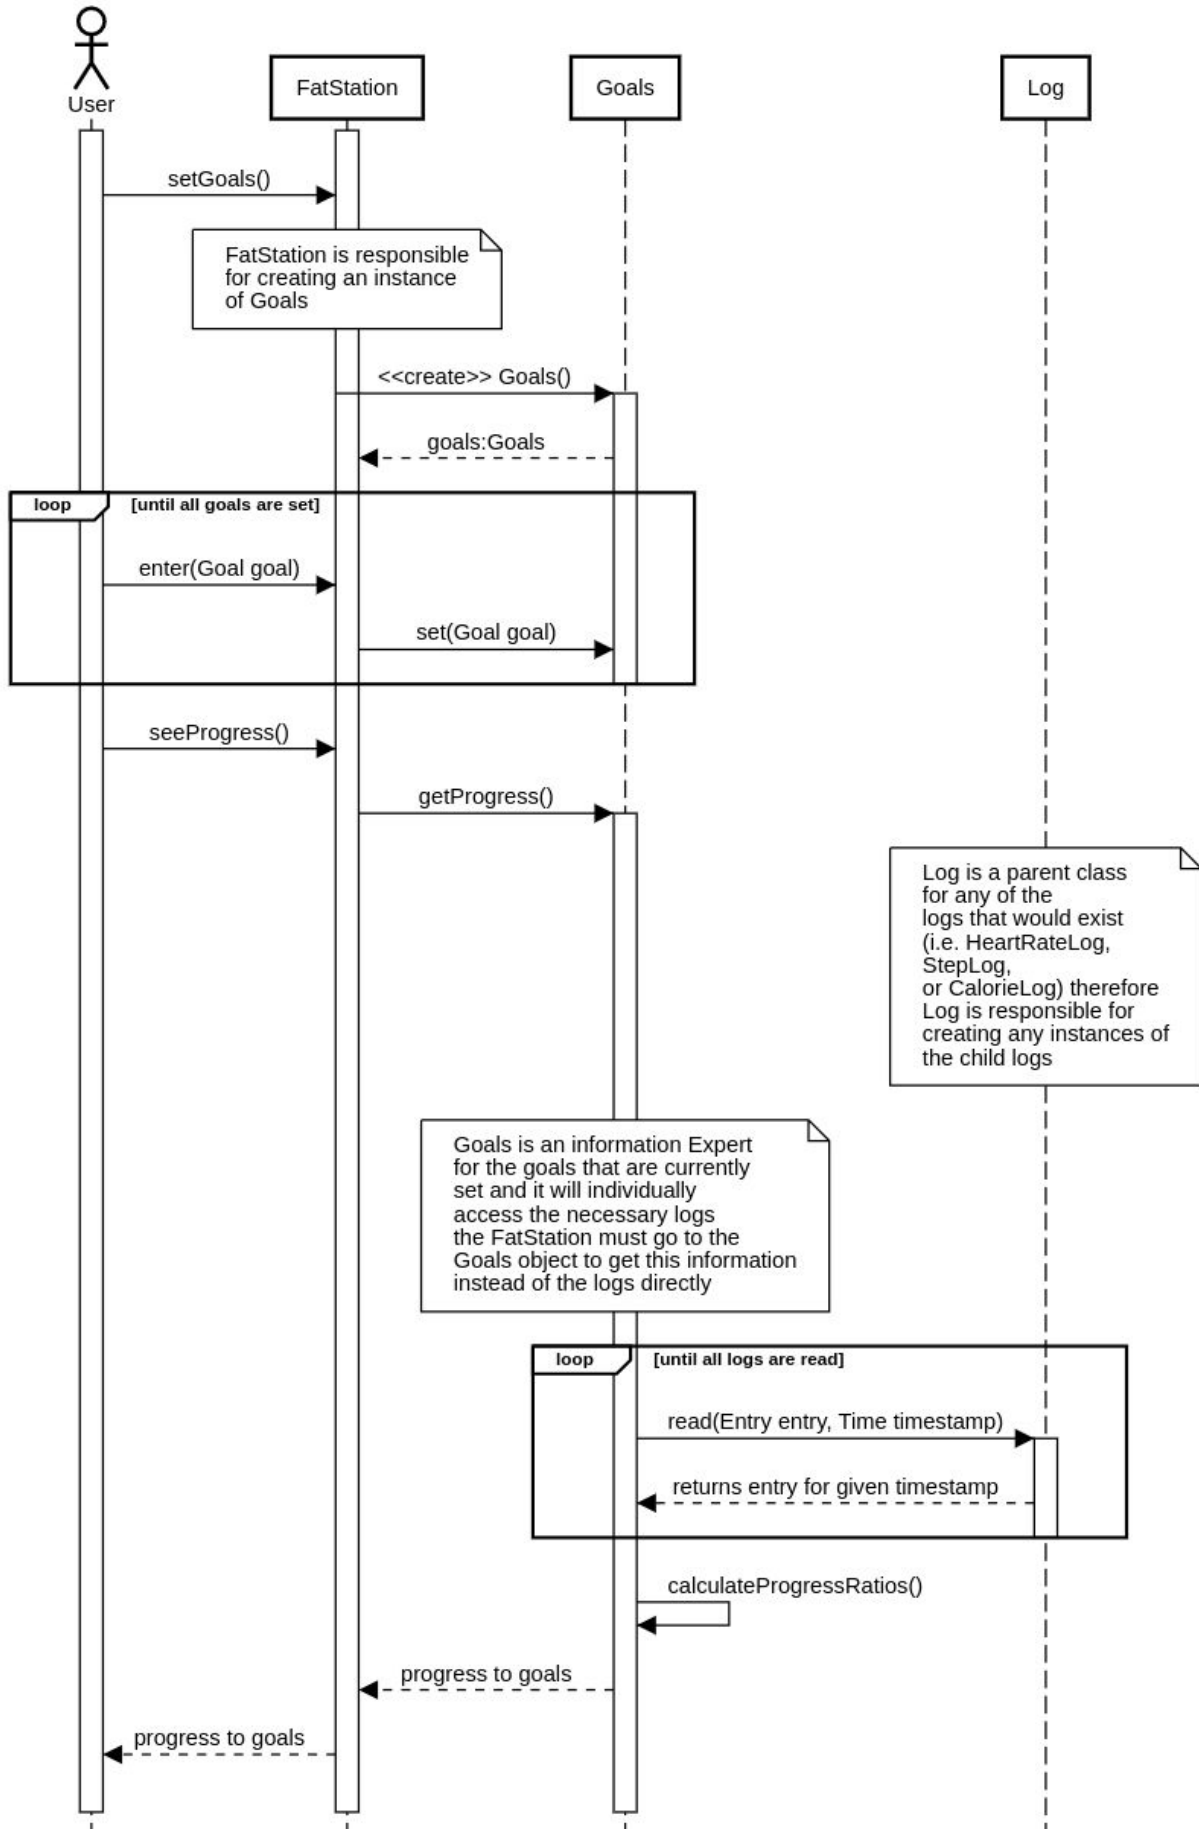 User
FatStation
Goals
Log
setGoals()
FatStation is responsible
for creating an instance
of Goals
<<create>> Goals()
goals:Goals
loop
[until all goals are set]
enter(Goal goal)
set(Goal goal)
seeProgress()
getProgress()
Log is a parent class
for any of the
logs that would exist
(i.e. HeartRateLog,
StepLog,
or CalorieLog) therefore
Log is responsible for
creating any instances of
the child logs
Goals is an information Expert
for the goals that are currently
set and it will individually
access the necessary logs
the FatStation must go to the
Goals object to get this information
instead of the logs directly
loop
[until all logs are read]
read(Entry entry, Time timestamp)
returns entry for given timestamp
calculateProgressRatios()
progress to goals
progress to goals